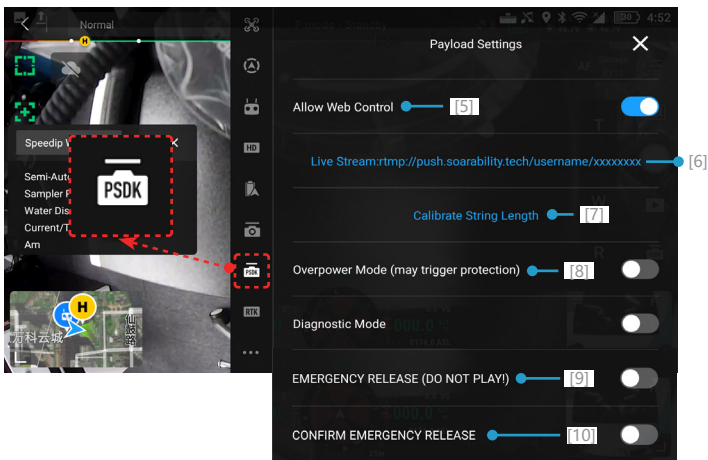 Normal
4:52
Payload Settings
H
Allow Web Control
[5]
Speedip
PSDK
Live Stream:rtmp://push.soarability.tech/username/xxxxxxxx
[6]
HD
Semi-Aut
Sampler P
Water Dis
Current/T
Am
Calibrate String Length
[7]
PSDK
Overpower Mode (may trigger protection)
[8]
RTK
Diagnostic Mode
H
万科云城
EMERGENCY RELEASE (DO NOT PLAY!)
[9]
CONFIRM EMERGENCY RELEASE
[10]